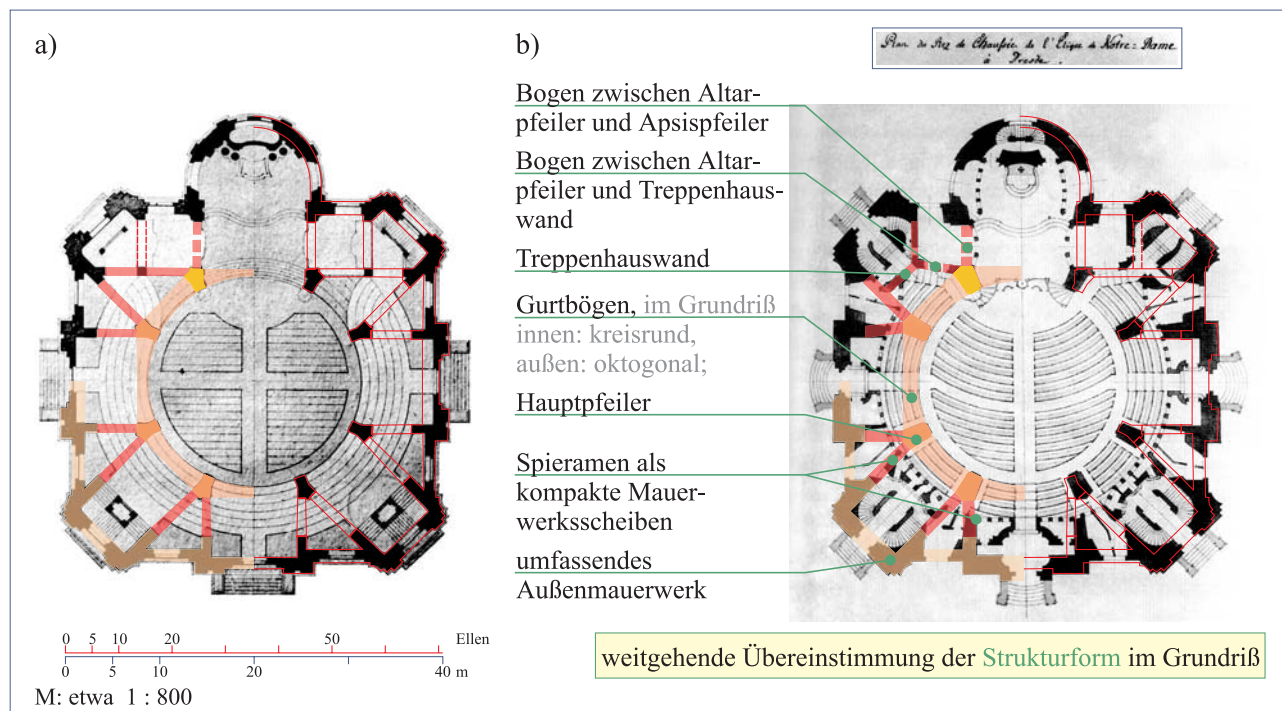 a)
b)
Plan du Rez de Chaussée de l'Eglise de Notre-Dame
à Dresde.
Bogen zwischen Altar-
pfeiler und Apsispfeiler
Bogen zwischen Altar-
pfeiler und Treppenhaus-
wand
Treppenhauswand
Gurtbögen, im Grundriß
innen: kreisrund,
außen: oktogonal;
Hauptpfeiler
Spieramen als
kompakte Mauer-
werksscheiben
umfassendes
Außenmauerwerk
0 5 10 20 50 Ellen
0 5 10 20 40 m
M: etwa 1 : 800
weitgehende Übereinstimmung der Strukturform im Grundriß